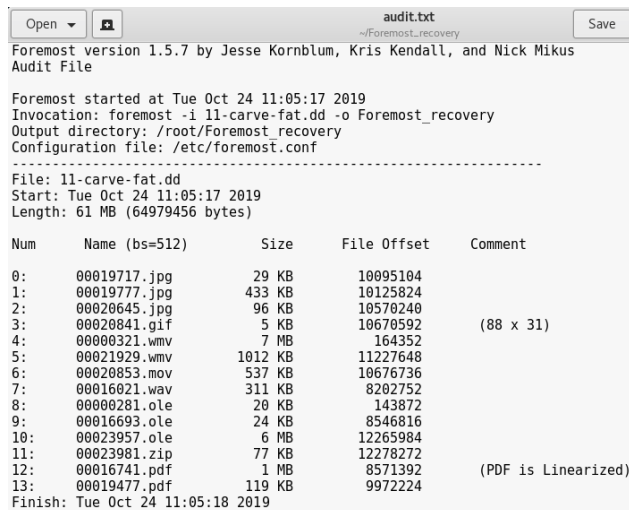 Open
audit.txt
~/Foremost_recovery
Save
Foremost version 1.5.7 by Jesse Kornblum, Kris Kendall, and Nick Mikus
Audit File
Foremost started at Tue Oct 24 11:05:17 2019
Invocation: foremost -i 11-carve-fat.dd -o Foremost_recovery
Output directory: /root/Foremost_recovery
Configuration file: /etc/foremost.conf
------------------------------------------------------------------
File: 11-carve-fat.dd
Start: Tue Oct 24 11:05:17 2019
Length: 61 MB (64979456 bytes)
Num Name (bs=512) Size File Offset Comment
0: 00019717.jpg 29 KB 10095104
1: 00019777.jpg 433 KB 10125824
2: 00020645.jpg 96 KB 10570240
3: 00020841.gif 5 KB 10670592 (88 x 31)
4: 00000321.wmv 7 MB 164352
5: 00021929.wmv 1012 KB 11227648
6: 00020853.mov 537 KB 10676736
7: 00016021.wav 311 KB 8202752
8: 00000281.ole 20 KB 143872
9: 00016693.ole 24 KB 8546816
10: 00023957.ole 6 MB 12265984
11: 00023981.zip 77 KB 12278272
12: 00016741.pdf 1 MB 8571392 (PDF is Linearized)
13: 00019477.pdf 119 KB 9972224
Finish: Tue Oct 24 11:05:18 2019